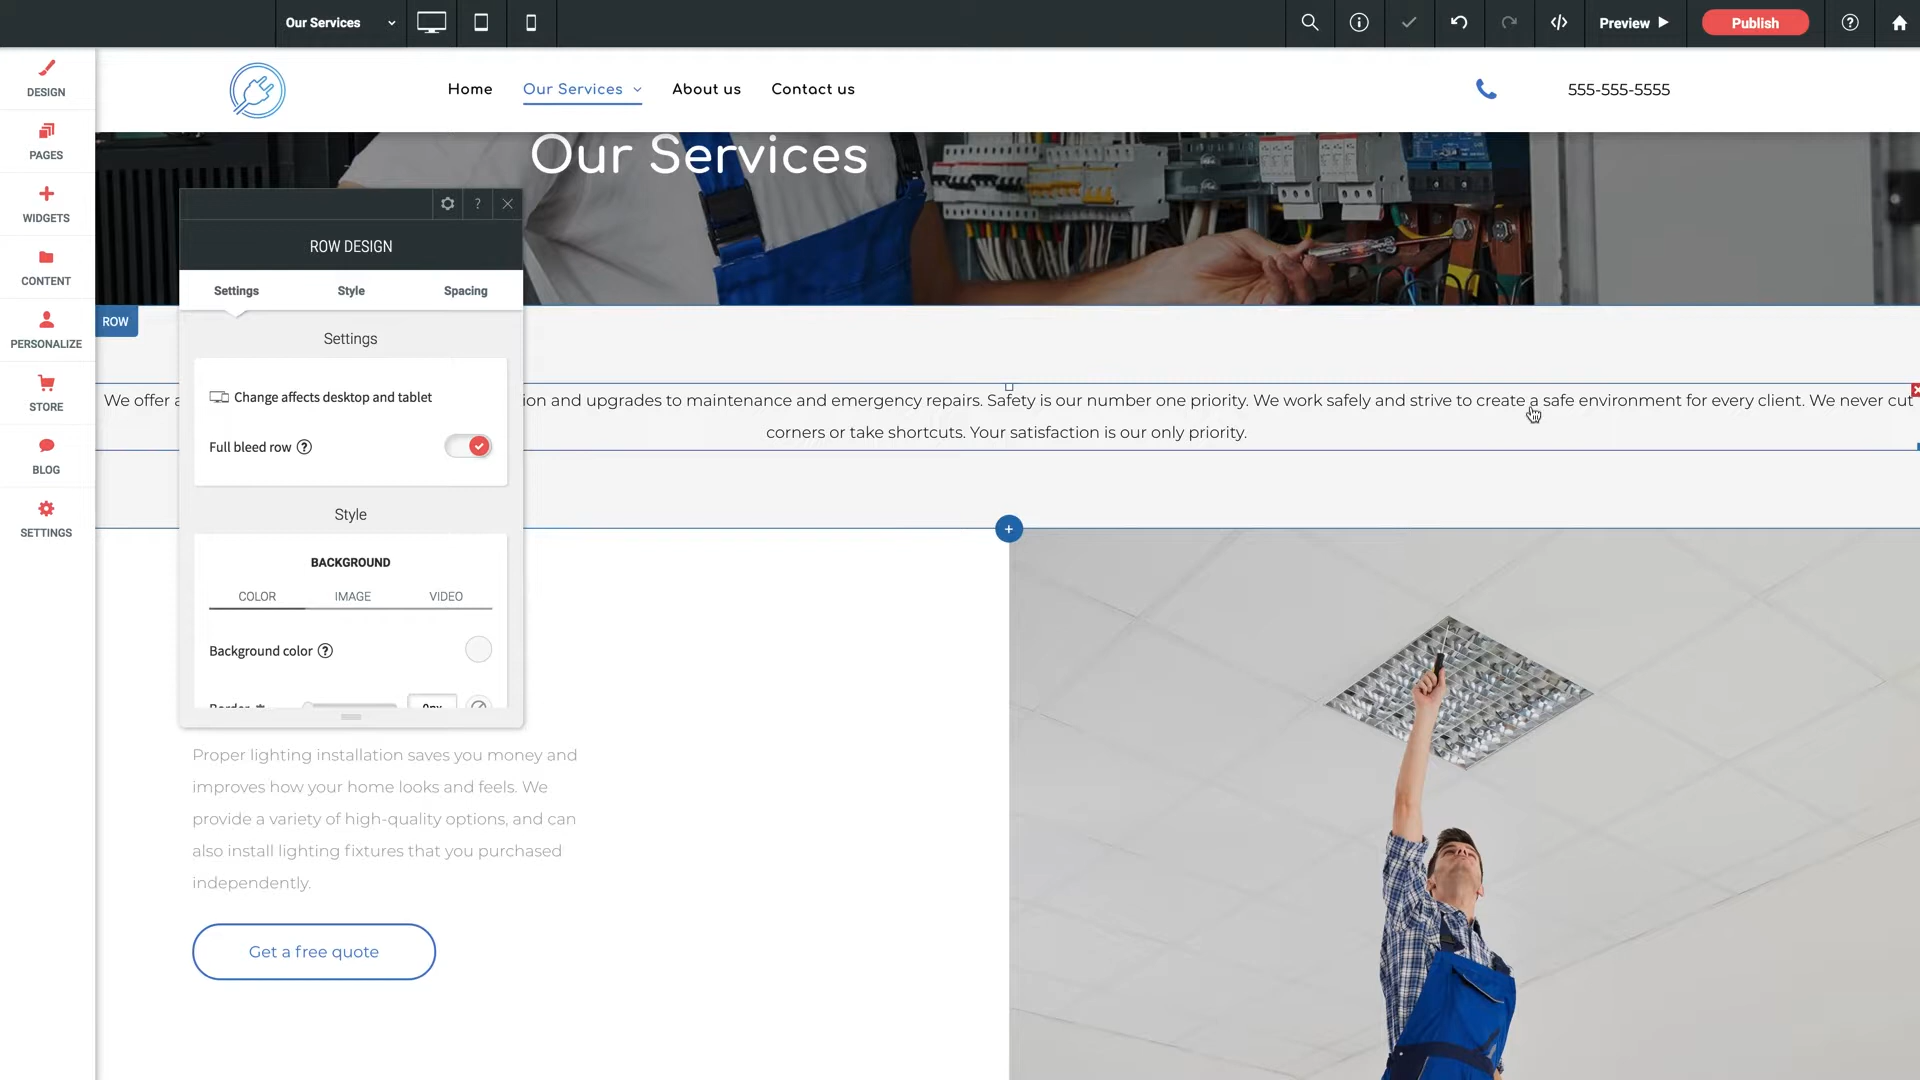 Our Services
Preview
Publish
DESIGN
PAGES
WIDGETS
CONTENT
PERSONALIZE
STORE
BLOG
SETTINGS
Home
Our Services
About us
Contact us
555-555-5555
Our Services
ROW
ROW DESIGN
Settings
Style
Spacing
Settings
Change affects desktop and tablet
Full bleed row
Style
BACKGROUND
COLOR
IMAGE
VIDEO
Background color
Border
0px
We offer a
ion and upgrades to maintenance and emergency repairs. Safety is our number one priority. We work safely and strive to create a safe environment for every client. We never cut
corners or take shortcuts. Your satisfaction is our only priority.
Proper lighting installation saves you money and
improves how your home looks and feels. We
provide a variety of high-quality options, and can
also install lighting fixtures that you purchased
independently.
Get a free quote